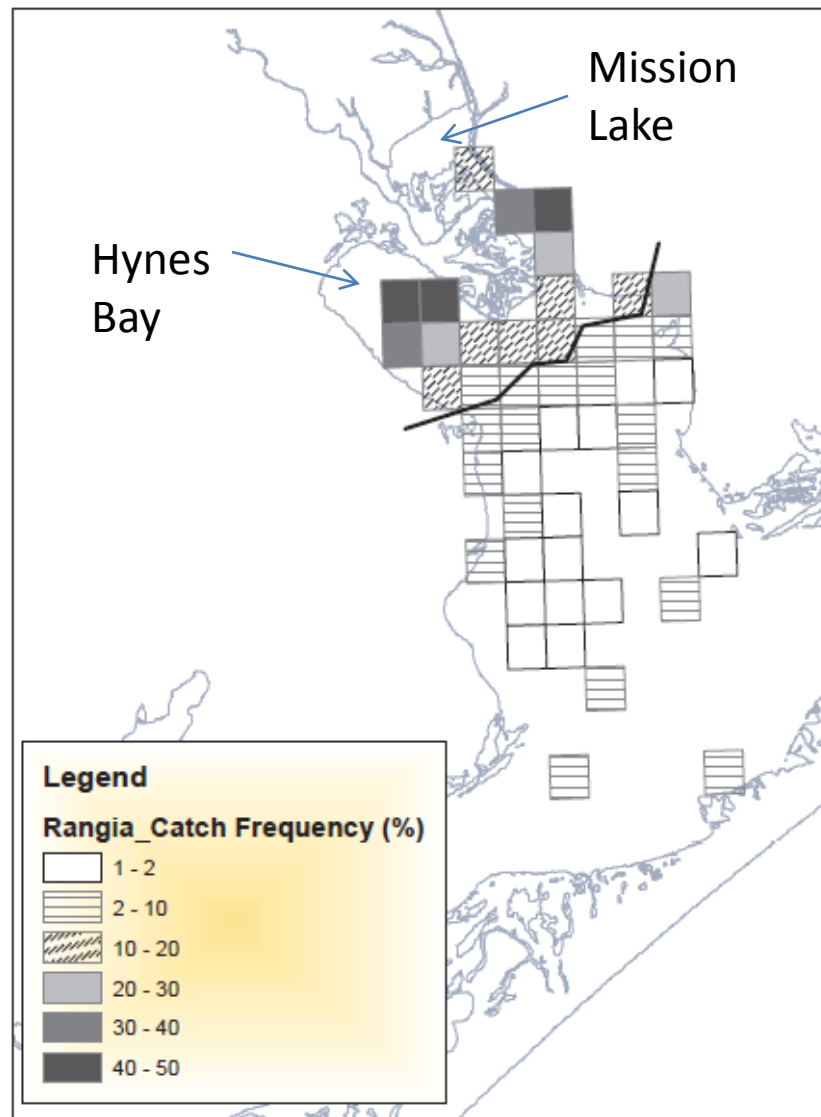 Mission
Lake
Hynes
Bay
Legend
Rangia_Catch Frequency (%)
1 - 2
2 - 10
10 - 20
20 - 30
30 - 40
40 - 50